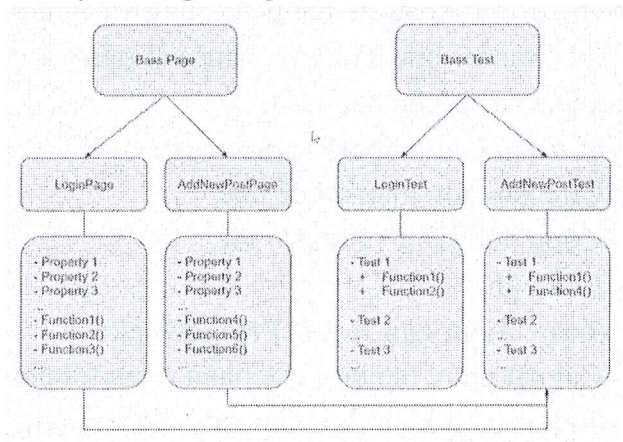 Bass Page
Bass Test
LoginPage
AddNewPostPage
LoginTest
AddNewPostTest
- Property 1
- Property 2
- Property 3
...
- Function1()
- Function2()
- Function3()
...
- Property 1
- Property 2
- Property 3
...
- Function4()
- Function5()
- Function6()
...
- Test 1
+ Function1()
+ Function2()
- Test 2
...
- Test 3
...
- Test 1
+ Function1()
+ Function4()
- Test 2
...
- Test 3
...